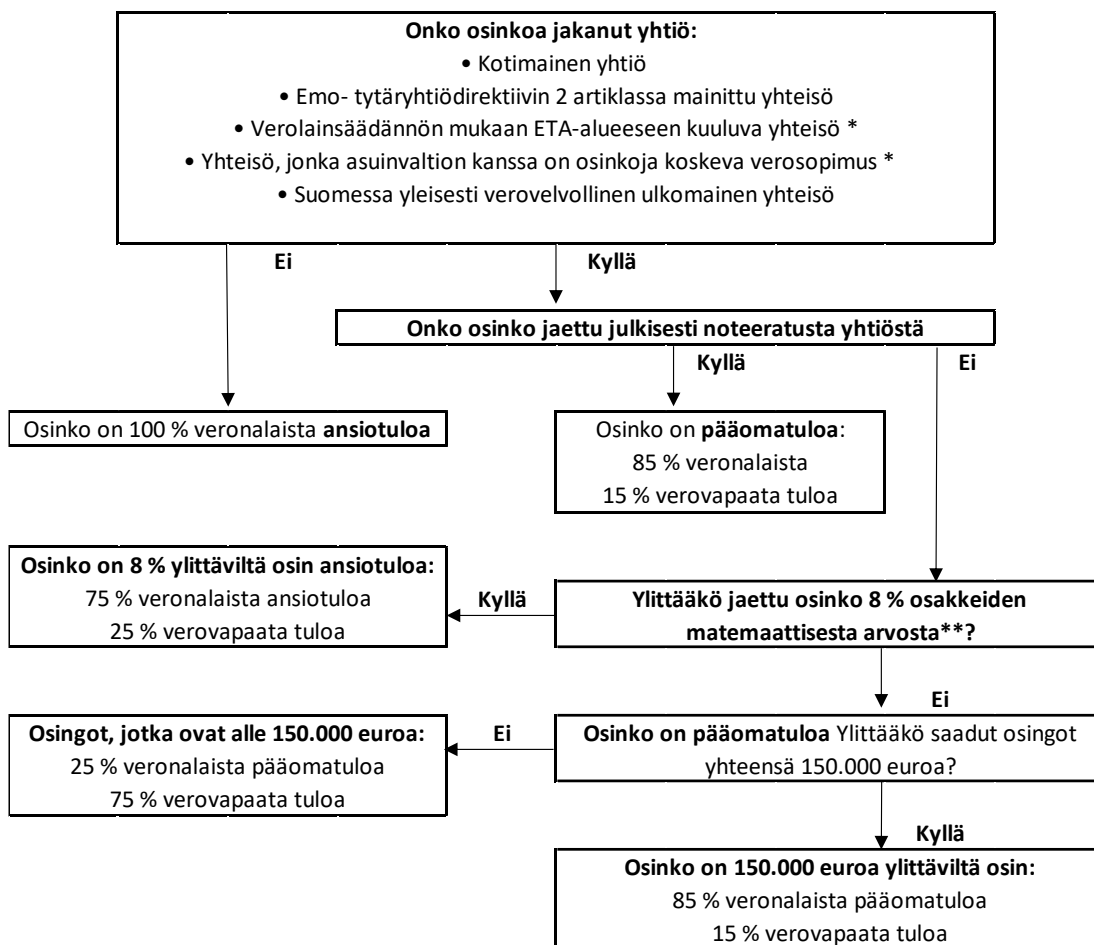 Onko osinkoa jakanut yhtiö:
• Kotimainen yhtiö
• Emo- tytäryhtiödirektiivin 2 artiklassa mainittu yhteisö
• Verolainsäädännön mukaan ETA-alueeseen kuuluva yhteisö *
• Yhteisö, jonka asuinvaltion kanssa on osinkoja koskeva verosopimus *
• Suomessa yleisesti verovelvollinen ulkomainen yhteisö
Ei
Kyllä
Onko osinko jaettu julkisesti noteeratusta yhtiöstä
Kyllä
Ei
Osinko on 100 % veronalaista ansiotuloa
Osinko on pääomatuloa:
85 % veronalaista
15 % verovapaata tuloa
Osinko on 8 % ylittäviltä osin ansiotuloa:
75 % veronalaista ansiotuloa
25 % verovapaata tuloa
Kyllä
Ylittääkö jaettu osinko 8 % osakkeiden
matemaattisesta arvosta**?
Ei
Osingot, jotka ovat alle 150.000 euroa:
25 % veronalaista pääomatuloa
75 % verovapaata tuloa
Ei
Osinko on pääomatuloa Ylittääkö saadut osingot
yhteensä 150.000 euroa?
Kyllä
Osinko on 150.000 euroa ylittäviltä osin:
85 % veronalaista pääomatuloa
15 % verovapaata tuloa